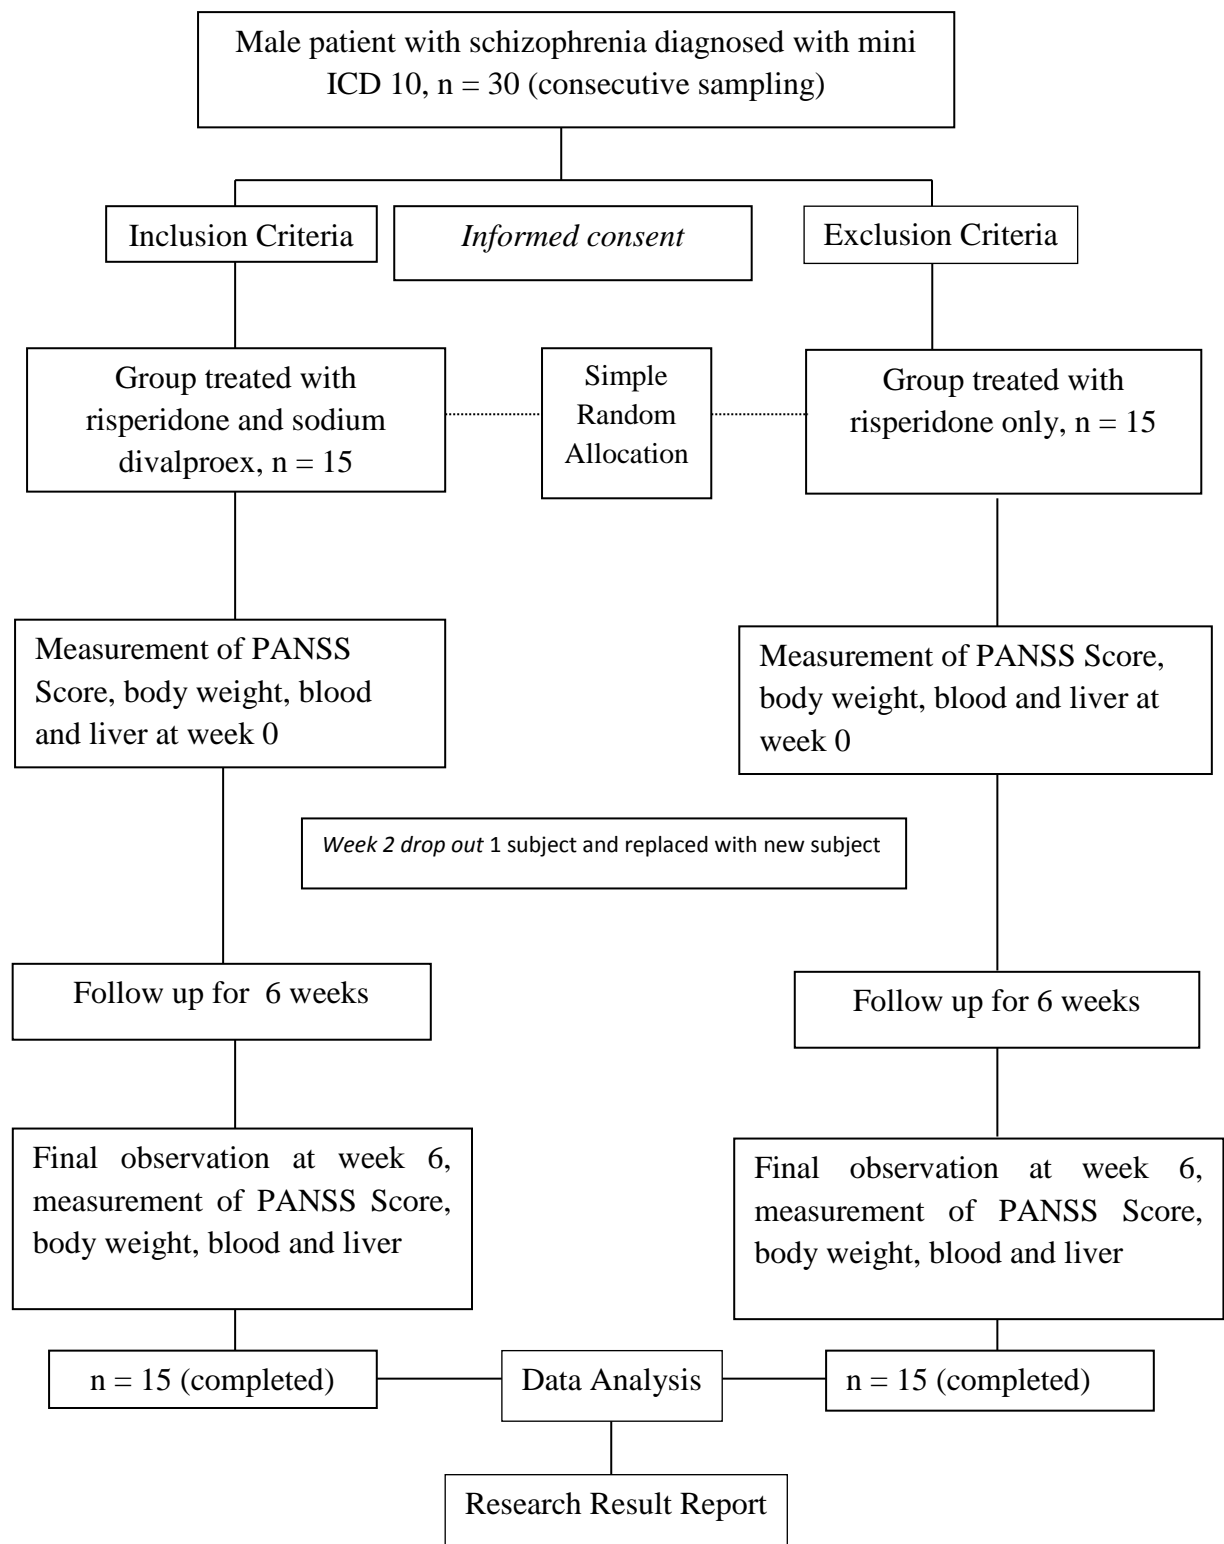 Male patient with schizophrenia diagnosed with mini
ICD 10, n = 30 (consecutive sampling)
Inclusion Criteria
Informed consent
Exclusion Criteria
Group treated with
risperidone and sodium
divalproex, n = 15
Simple
Random
Allocation
Group treated with
risperidone only, n = 15
Measurement of PANSS
Score, body weight, blood
and liver at week 0
Measurement of PANSS Score,
body weight, blood and liver at
week 0
Week 2 drop out 1 subject and replaced with new subject
Follow up for 6 weeks
Follow up for 6 weeks
Final observation at week 6,
measurement of PANSS Score,
body weight, blood and liver
Final observation at week 6,
measurement of PANSS Score,
body weight, blood and liver
n = 15 (completed)
Data Analysis
n = 15 (completed)
Research Result Report